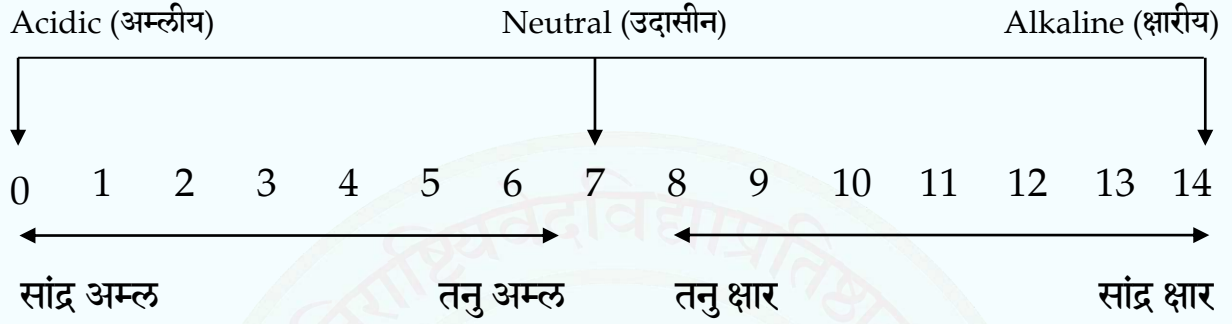 Acidic (अम्लीय) Neutral (उदासीन) Alkaline (क्षारीय)
0 1 2 3 4 5 6 7 8 9 10 11 12 13 14
सांद्र अम्ल तनु अम्ल तनु क्षार सांद्र क्षार